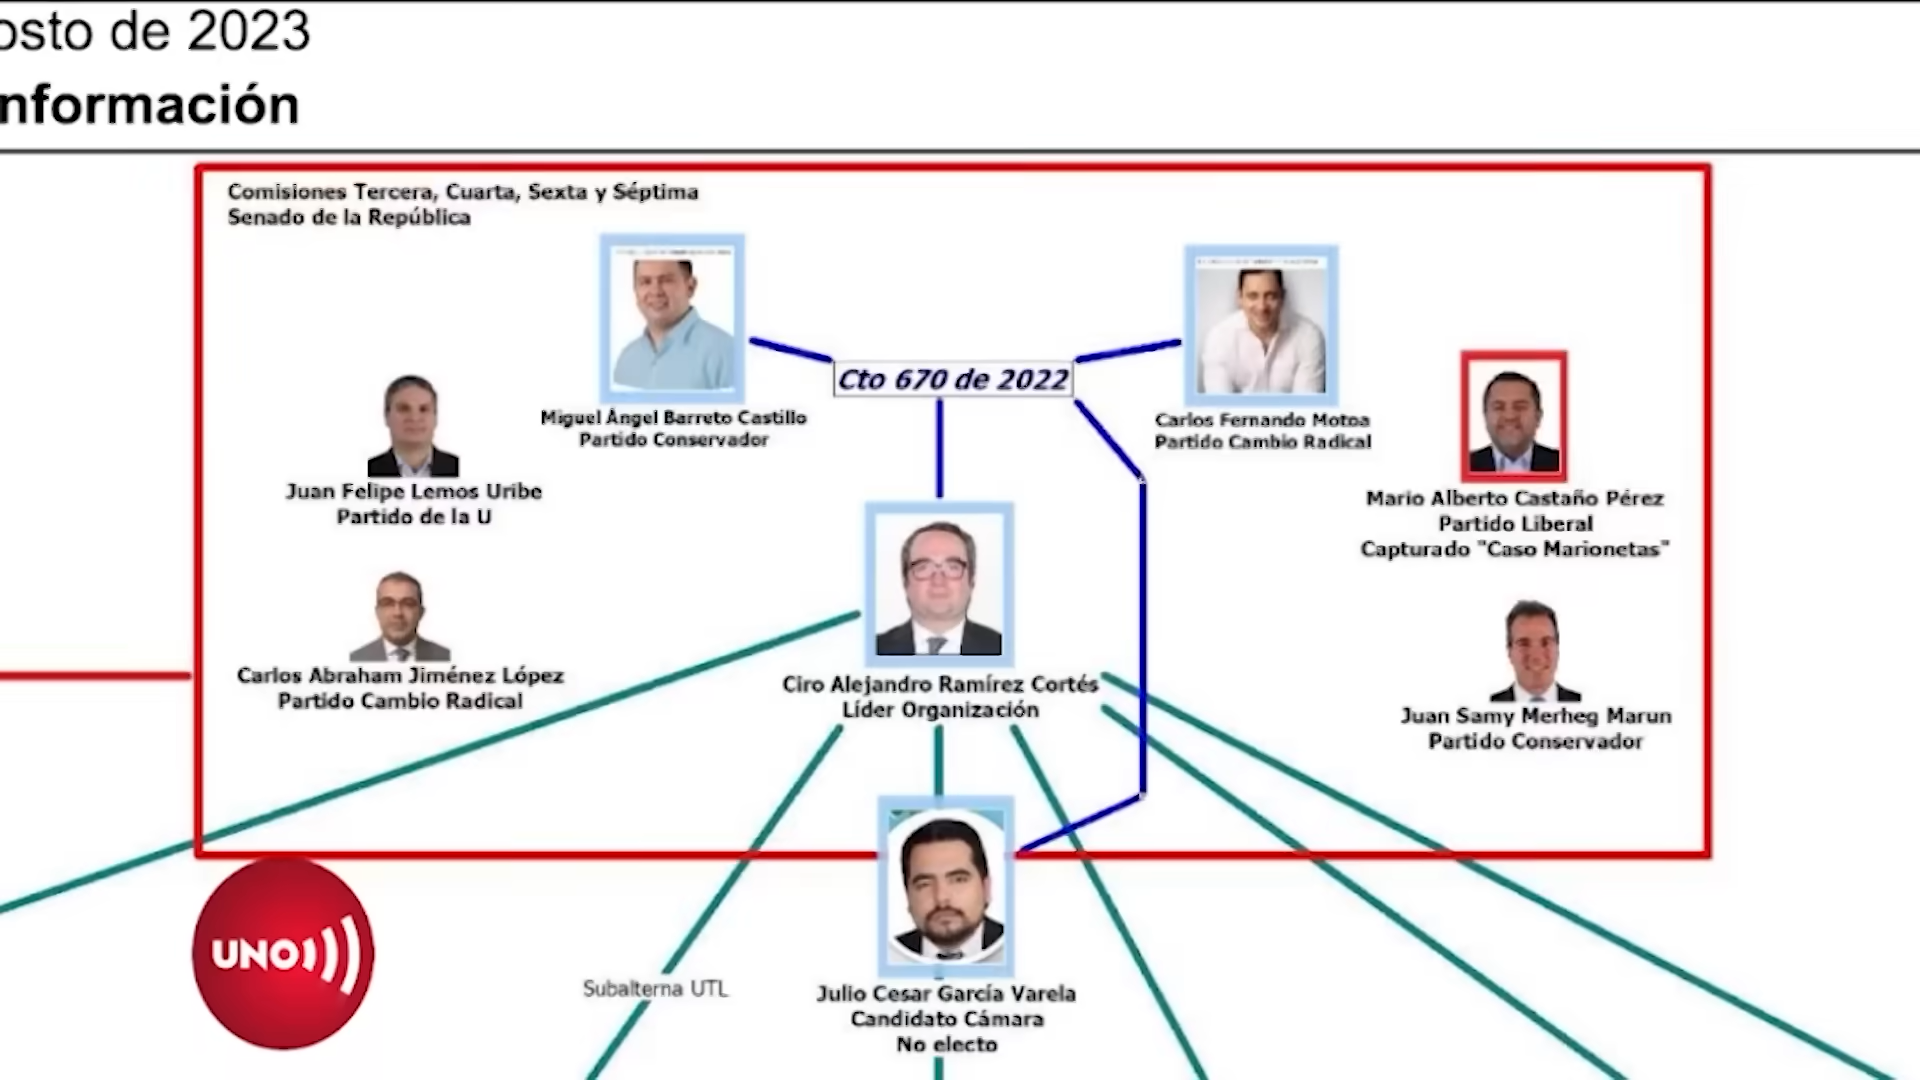 osto de 2023
nformación
Comisiones Tercera, Cuarta, Sexta y Séptima
Senado de la República
Cto 670 de 2022
Miguel Ángel Barreto Castillo
Partido Conservador
Carlos Fernando Motoa
Partido Cambio Radical
Juan Felipe Lemos Uribe
Partido de la U
Mario Alberto Castaño Pérez
Partido Liberal
Capturado "Caso Marionetas"
Carlos Abraham Jiménez López
Partido Cambio Radical
Ciro Alejandro Ramírez Cortés
Líder Organización
Juan Samy Merheg Marun
Partido Conservador
UNO
Subalterna UTL
Julio Cesar García Varela
Candidato Cámara
No electo